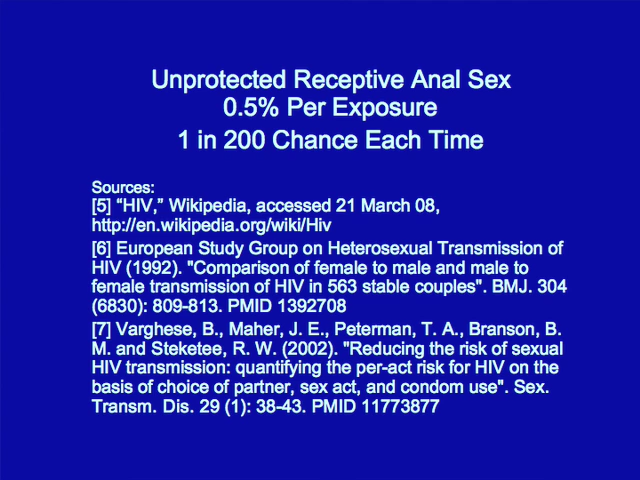 Unprotected Receptive Anal Sex
0.5% Per Exposure
1 in 200 Chance Each Time
Sources:
[5] “HIV,” Wikipedia, accessed 21 March 08,
http://en.wikipedia.org/wiki/Hiv
[6] European Study Group on Heterosexual Transmission of
HIV (1992). "Comparison of female to male and male to
female transmission of HIV in 563 stable couples". BMJ. 304
(6830): 809-813. PMID 1392708
[7] Varghese, B., Maher, J. E., Peterman, T. A., Branson, B.
M. and Steketee, R. W. (2002). "Reducing the risk of sexual
HIV transmission: quantifying the per-act risk for HIV on the
basis of choice of partner, sex act, and condom use". Sex.
Transm. Dis. 29 (1): 38-43. PMID 11773877